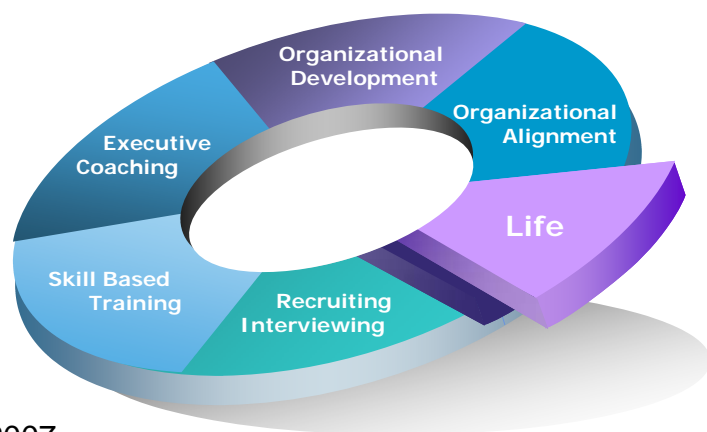 Organizational
Development
Organizational
Alignment
Executive
Coaching
Life
Skill Based
Training
Recruiting
Interviewing